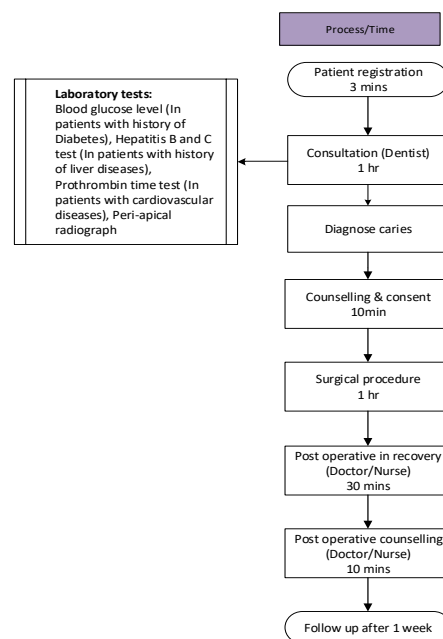 Process/Time
Patient registration
3 mins
Laboratory tests:
Blood glucose level (In
patients with history of
Diabetes), Hepatitis B and C
test (In patients with history
of liver diseases),
Prothrombin time test (In
patients with cardiovascular
diseases), Peri-apical
radiograph
Consultation (Dentist)
1 hr
Diagnose caries
Counselling & consent
10min
Surgical procedure
1 hr
Post operative in recovery
(Doctor/Nurse)
30 mins
Post operative counselling
(Doctor/Nurse)
10 mins
Follow up after 1 week